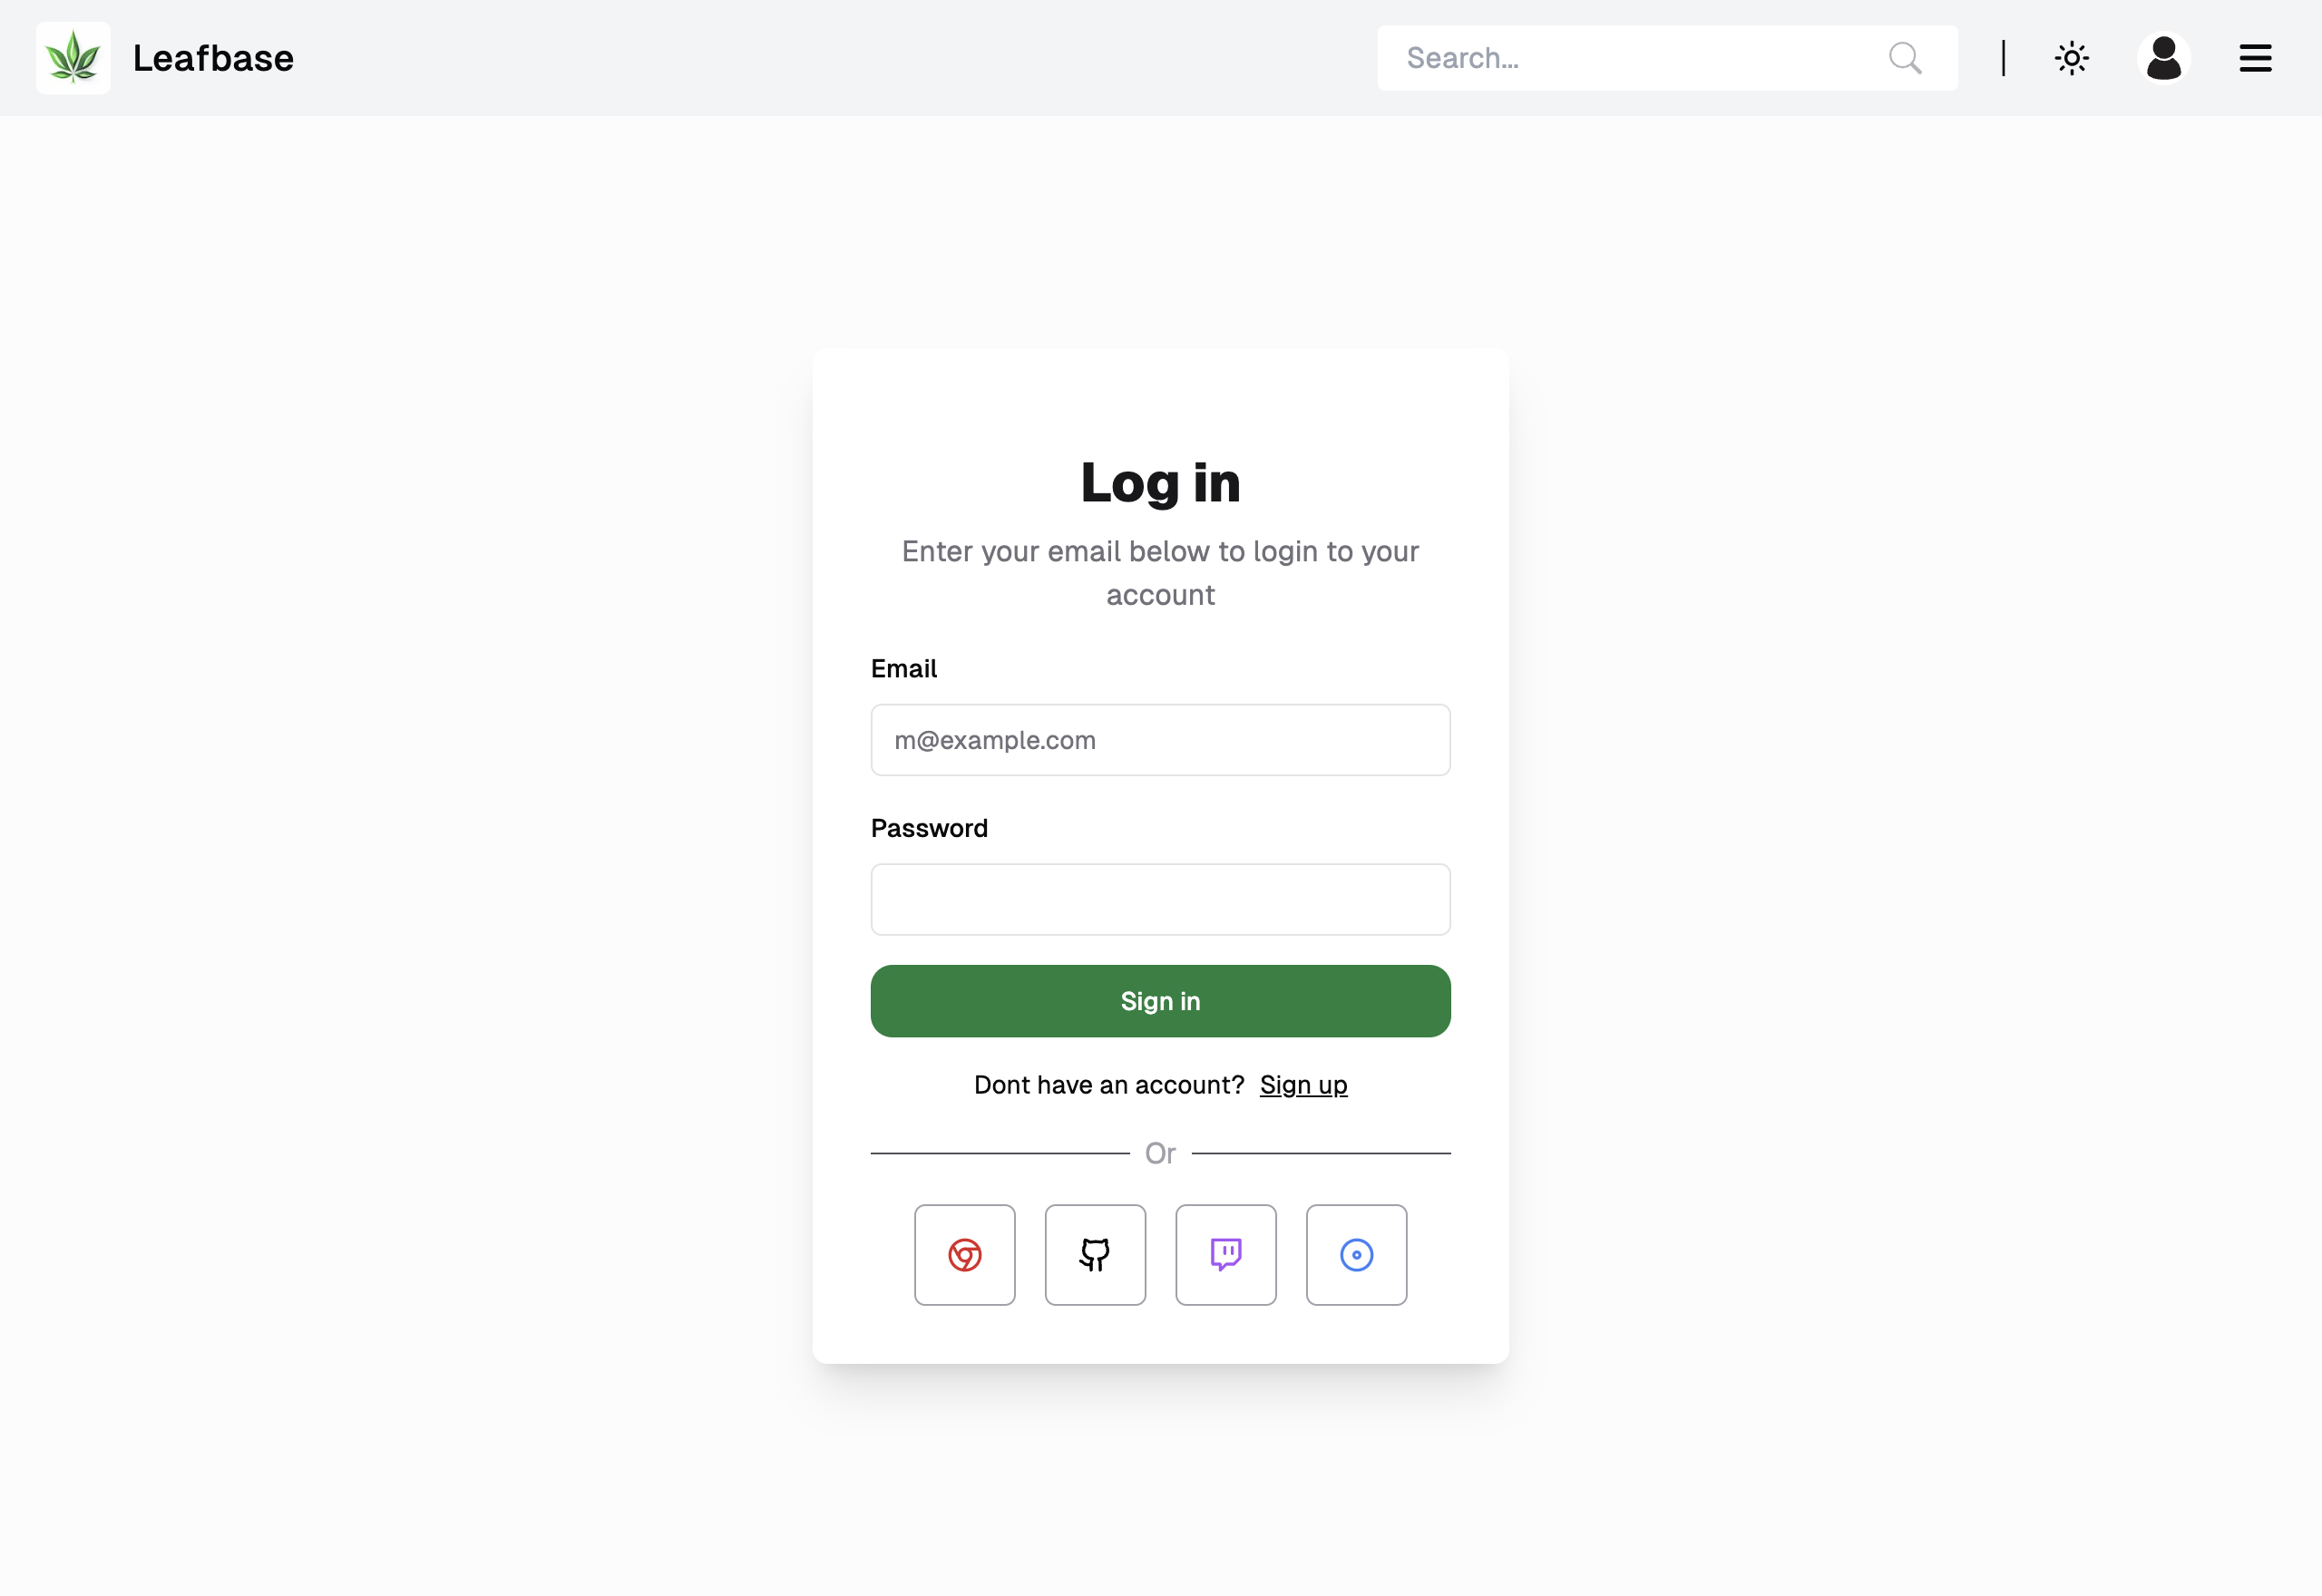 Leafbase
Search...
Log in
Enter your email below to login to your
account
Email
m@example.com
Password
Sign in
Dont have an account? Sign up
Or